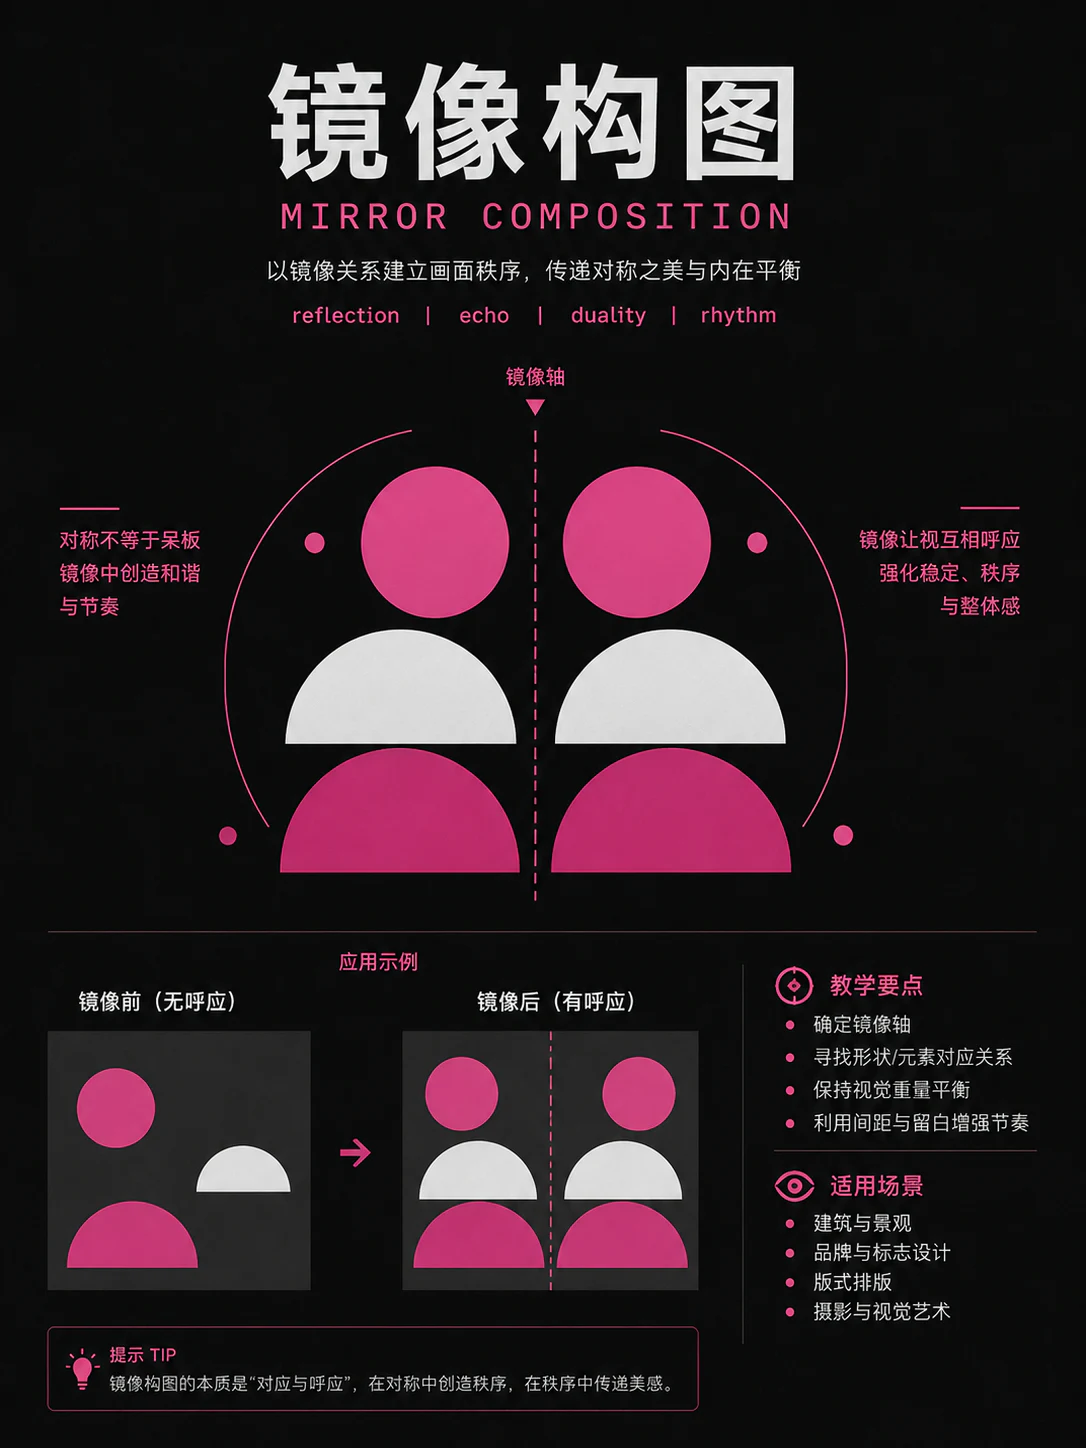 镜像构图
MIRROR COMPOSITION
以镜像关系建立画面秩序，传递对称之美与内在平衡
reflection | echo | duality | rhythm
镜像轴
对称不等于呆板
镜像中创造和谐
与节奏
镜像让视互相呼应
强化稳定、秩序
与整体感
应用示例
镜像前（无呼应）
镜像后（有呼应）
教学要点
确定镜像轴
寻找形状/元素对应关系
保持视觉重量平衡
利用间距与留白增强节奏
适用场景
建筑与景观
品牌与标志设计
版式排版
摄影与视觉艺术
提示 TIP
镜像构图的本质是“对应与呼应”，在对称中创造秩序，在秩序中传递美感。